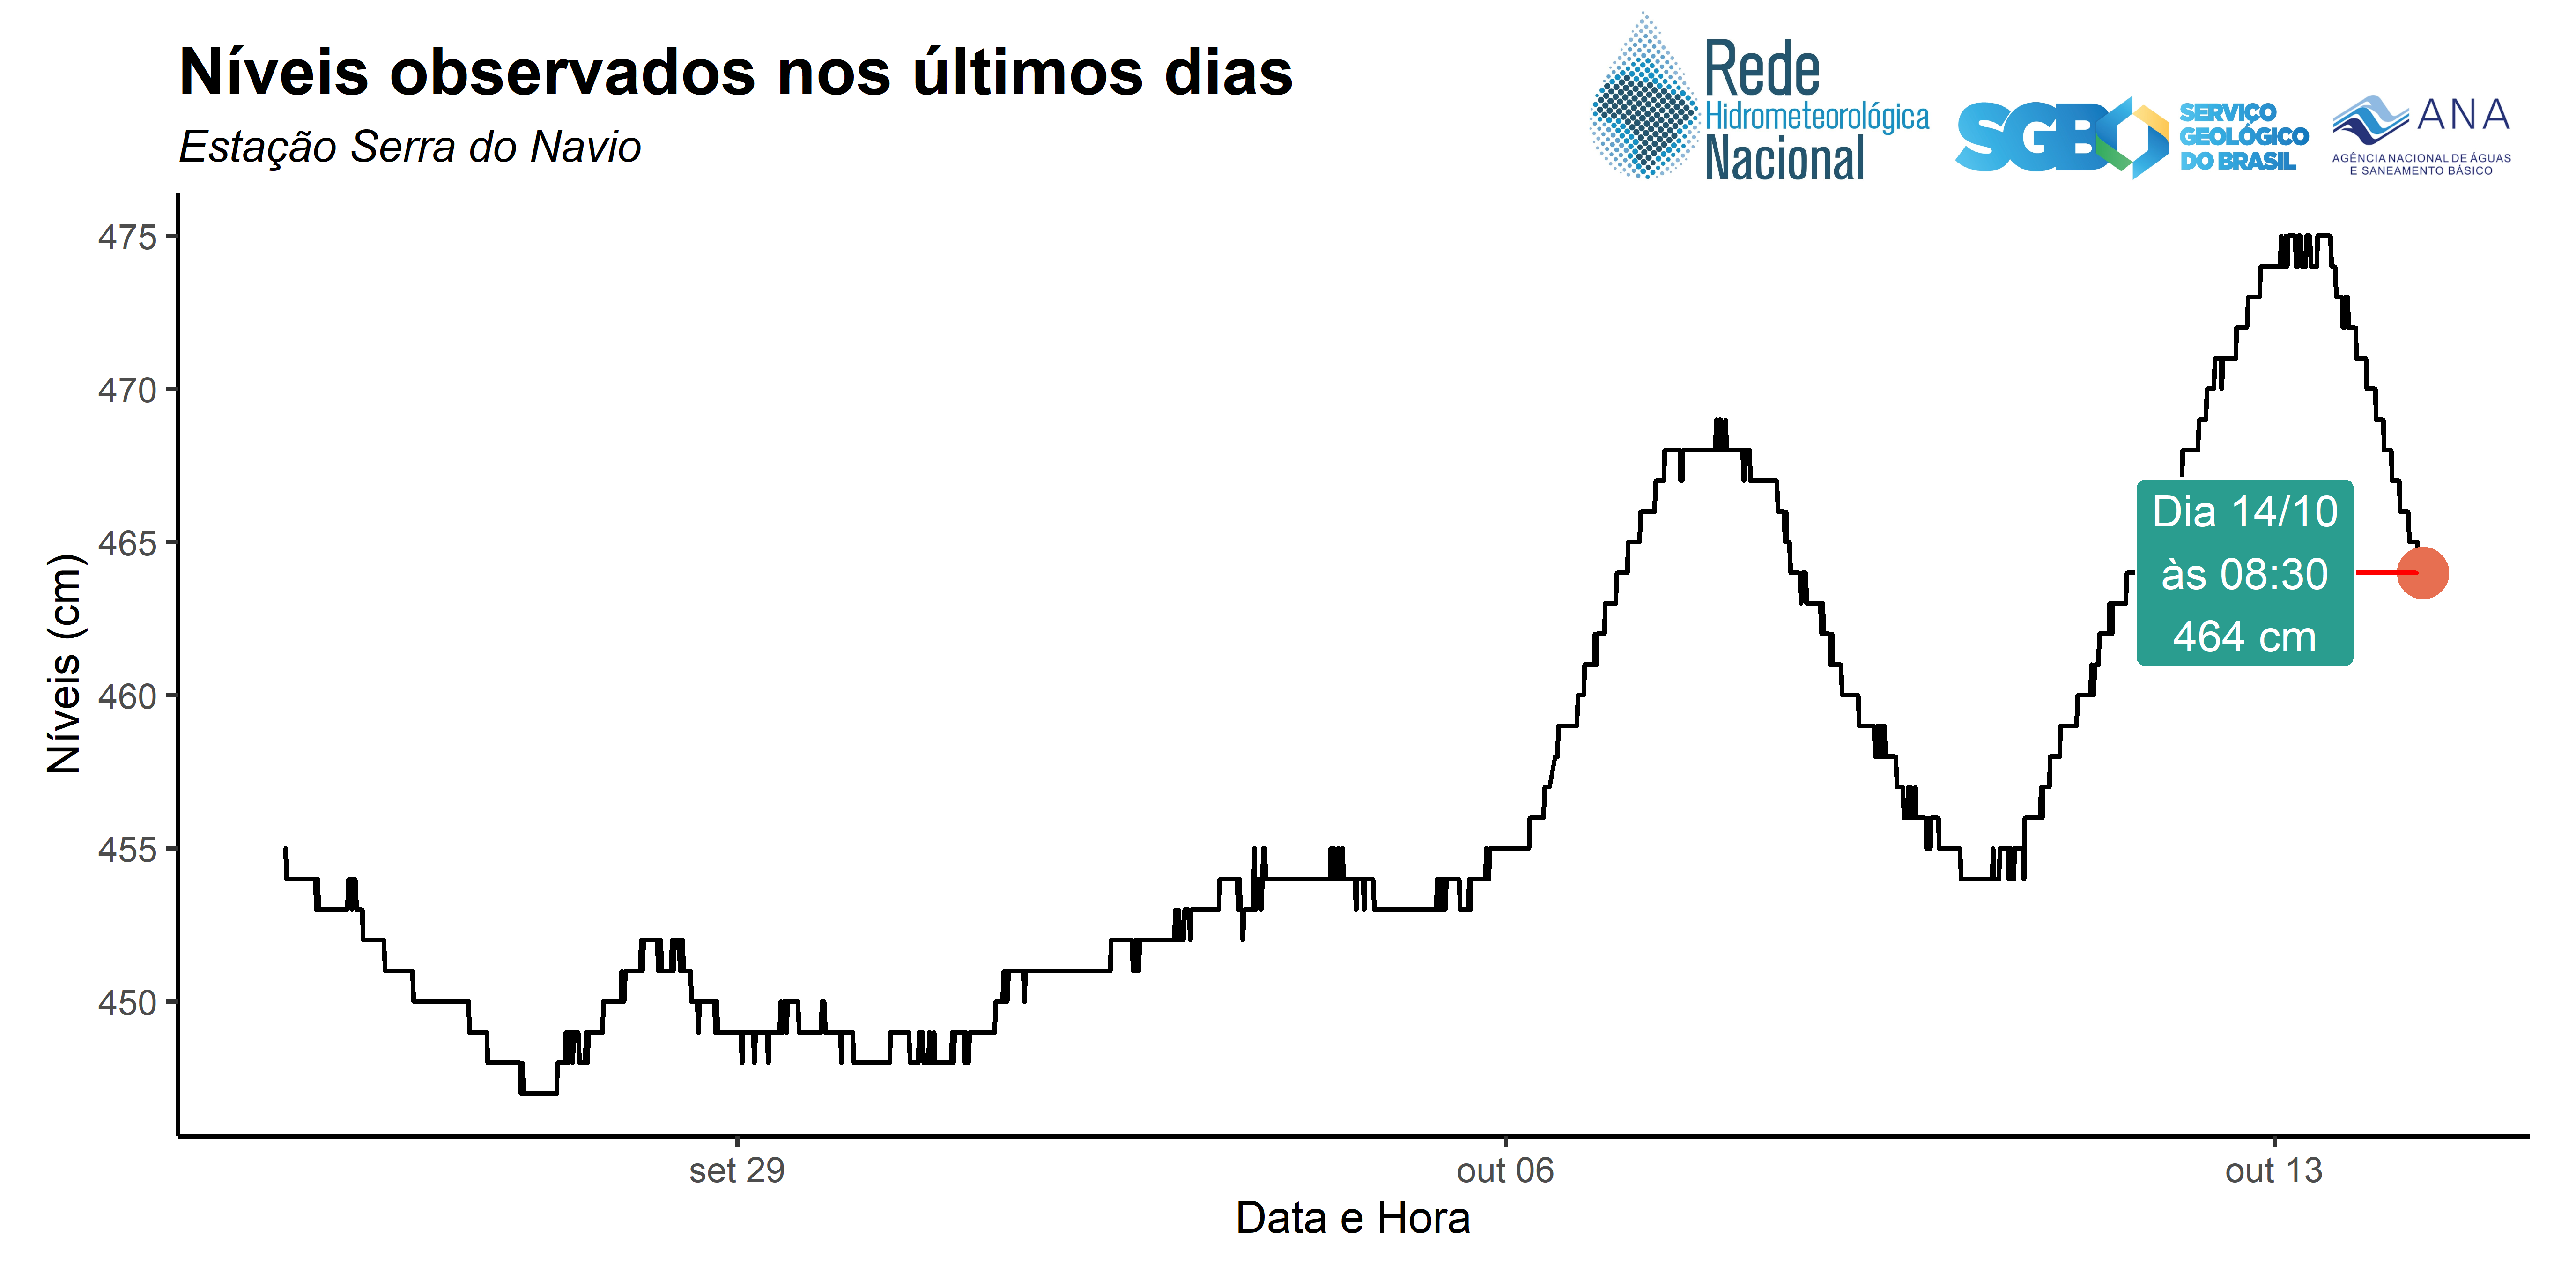 Níveis observados nos últimos dias
Estação Serra do Navio
Rede
Hidrometeorológica
Nacional
SGB
SERVIÇO
GEOLÓGICO
DO BRASIL
ANA
AGÊNCIA NACIONAL DE ÁGUAS
E SANEAMENTO BÁSICO
Níveis (cm)
475
470
465
460
455
450
Dia 14/10
às 08:30
464 cm
set 29
out 06
out 13
Data e Hora